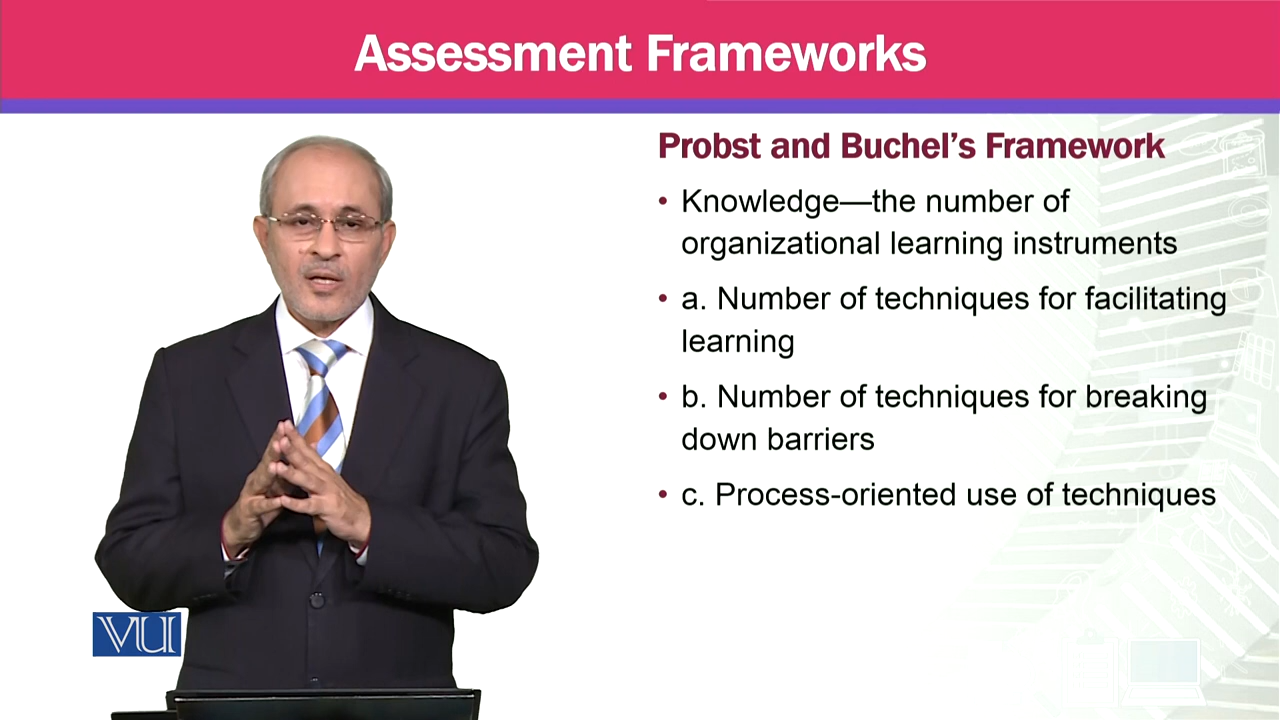 Assessment Frameworks
Probst and Buchel’s Framework
• Knowledge—the number of
organizational learning instruments
• a. Number of techniques for facilitating
learning
• b. Number of techniques for breaking
down barriers
• c. Process-oriented use of techniques
VU